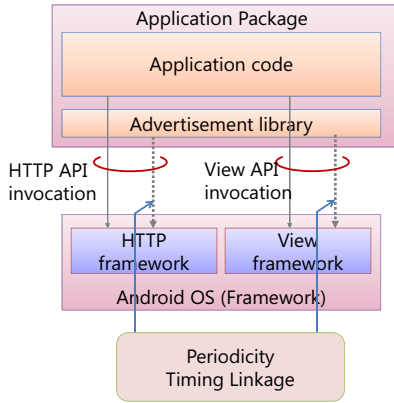 Application Package
Application code
Advertisement library
HTTP API
invocation
View API
invocation
HTTP
framework
View
framework
Android OS (Framework)
Periodicity
Timing Linkage